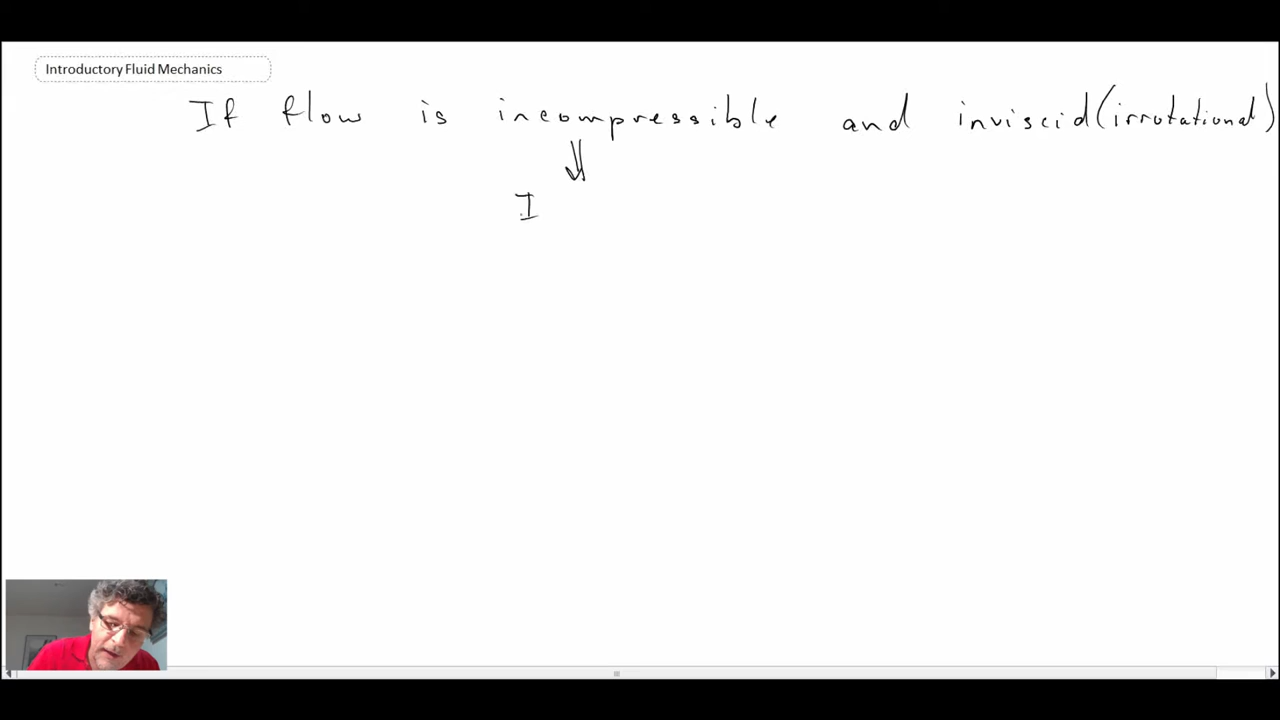 Introductory Fluid Mechanics
If flow is incompressible and inviscid(irrotational)
I